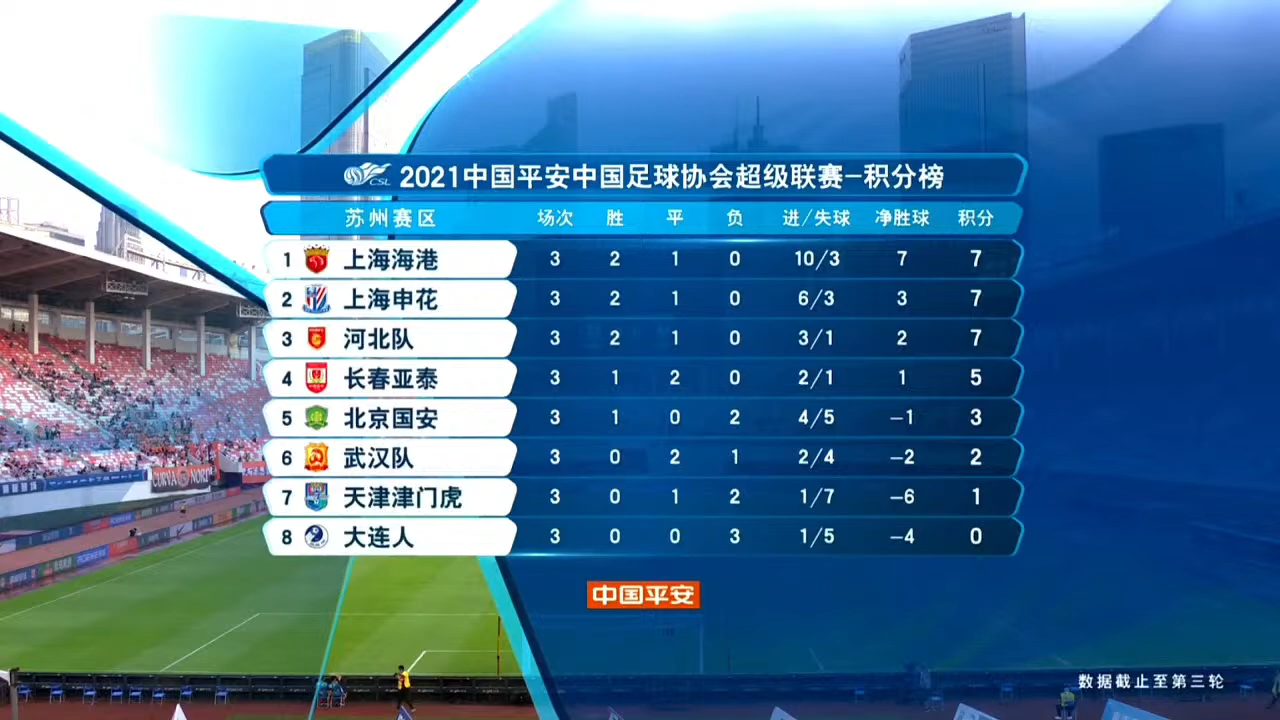 CSL 2021中国平安中国足球协会超级联赛-积分榜
苏州赛区 场次 胜 平 负 进/失球 净胜球 积分
1 上海海港 3 2 1 0 10/3 7 7
2 上海申花 3 2 1 0 6/3 3 7
3 河北队 3 2 1 0 3/1 2 7
4 长春亚泰 3 1 2 0 2/1 1 5
5 北京国安 3 1 0 2 4/5 -1 3
6 武汉队 3 0 2 1 2/4 -2 2
7 天津津门虎 3 0 1 2 1/7 -6 1
8 大连人 3 0 0 3 1/5 -4 0
CURVA NORD
中国平安
数据截止至第三轮